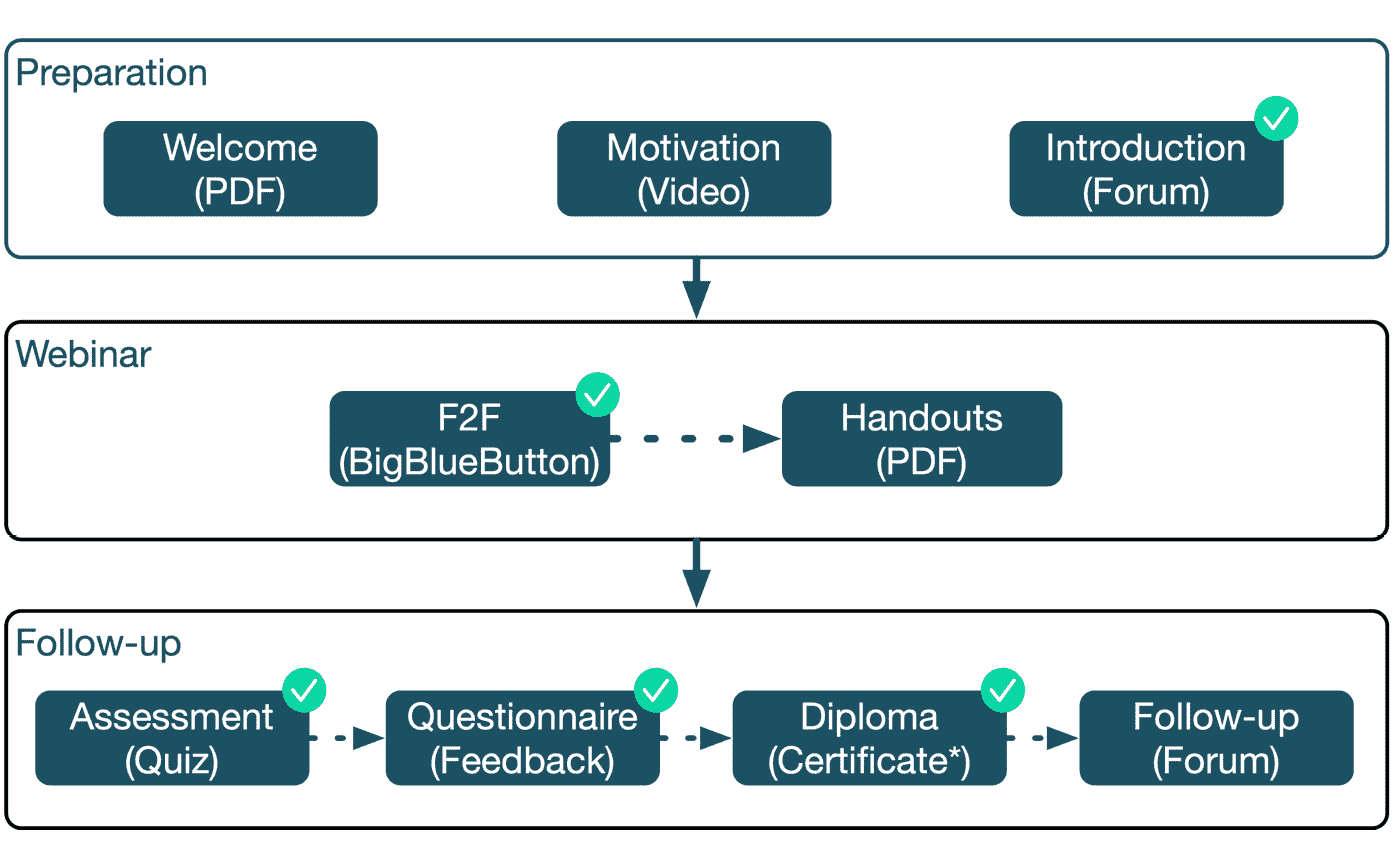 Preparation
Welcome
(PDF)
Motivation
(Video)
Introduction
(Forum)
Webinar
F2F
(BigBlueButton)
Handouts
(PDF)
Follow-up
Assessment
(Quiz)
Questionnaire
(Feedback)
Diploma
(Certificate*)
Follow-up
(Forum)